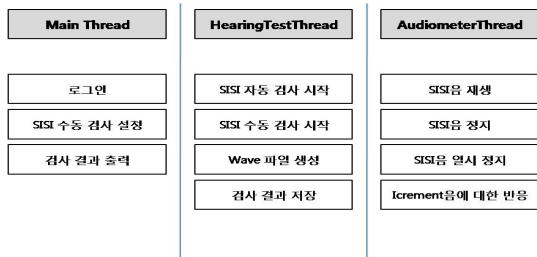 Main Thread
로그인
SISI 수동 검사 설정
검사 결과 출력
HearingTestThread
SISI 자동 검사 시작
SISI 수동 검사 시작
Wave 파일 생성
검사 결과 저장
AudiometerThread
SISI음 재생
SISI음 정지
SISI음 일시 정지
Icrement음에 대한 반응